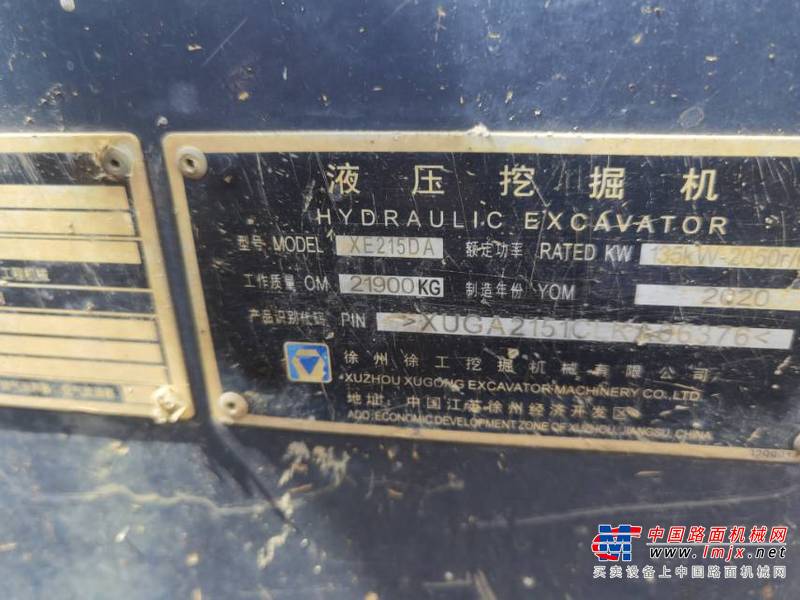 工程机械
液压挖掘机
HYDRAULIC EXCAVATOR
型号 MODEL XE215DA 额定功率 RATED KW 135kW-2050r/
工作质量 OM 21900KG 制造年份 YOM 2020
产品识别代码 PIN
徐州徐工挖掘机械有限公司
XUZHOU XUGONG EXCAVATOR MACHINERY CO., LTD
地址：中国江苏徐州经济开发区
ADD: ECONOMIC DEVELOPMENT ZONE OF XUZHOU, JIANGSU, CHINA
中国路面机械网
www.lmjx.net
买卖设备上中国路面机械网